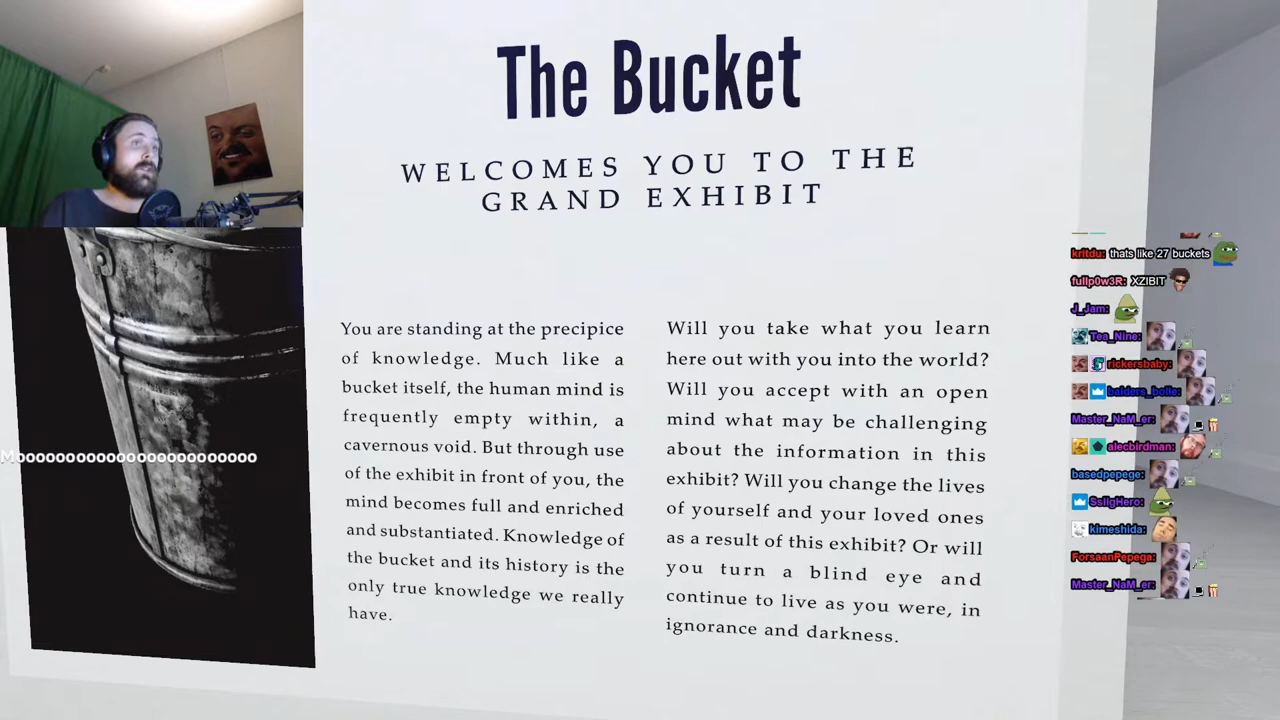 The Bucket
WELCOMES YOU TO THE
GRAND EXHIBIT
You are standing at the precipice
of knowledge. Much like a
bucket itself, the human mind is
frequently empty within, a
cavernous void. But through use
of the exhibit in front of you, the
mind becomes full and enriched
and substantiated. Knowledge of
the bucket and its history is the
only true knowledge we really
have.
Will you take what you learn
here out with you into the world?
Will you accept with an open
mind what may be challenging
about the information in this
exhibit? Will you change the lives
of yourself and your loved ones
as a result of this exhibit? Or will
you turn a blind eye and
continue to live as you were, in
ignorance and darkness.
kritdu: thats like 27 buckets
fullp0w3R: XZIBIT
J_Jam:
Tea_Nine:
rickersbaby:
balders_bolle:
Master_NaM_er:
alecbirdman:
basedpepege:
SsligHero:
kimeshida:
ForsaanPepega:
Master_NaM_er: